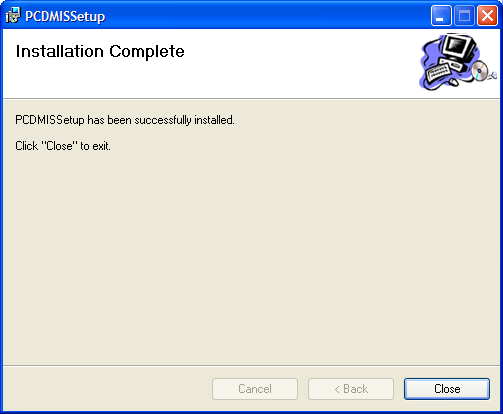 PCDMISSetup
Installation Complete
PCDMISSetup has been successfully installed.
Click "Close" to exit.
Cancel
< Back
Close